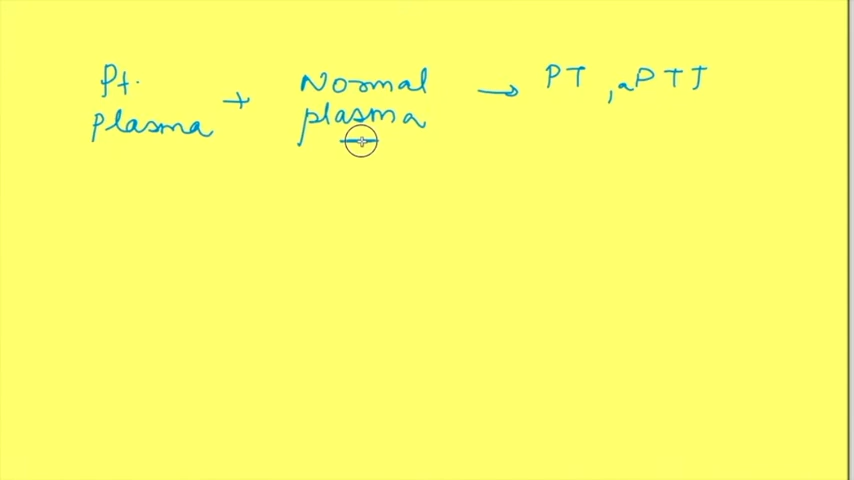 Pt. + Normal → PT, aPTT
plasma plasma